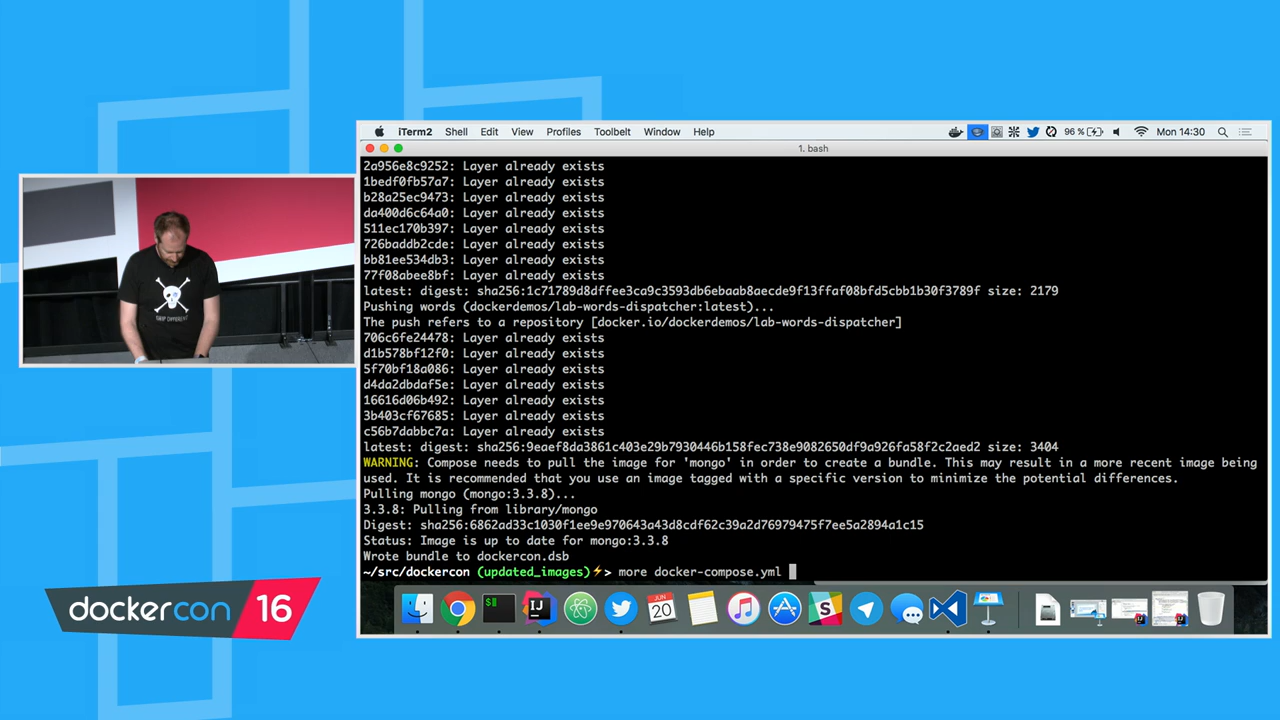 iTerm2 Shell Edit View Profiles Toolbelt Window Help 96% Mon 14:30
1. bash
2a956e8c9252: Layer already exists
1bedf0fb57a7: Layer already exists
b28a25ec9473: Layer already exists
da400d6c64a0: Layer already exists
511ec170b397: Layer already exists
726baddb2cde: Layer already exists
bb81ee534db3: Layer already exists
77f08abee8bf: Layer already exists
latest: digest: sha256:1c71789d8dffee3ca9c3593db6ebaab8aecde9f13ffaf08bfd5cbb1b30f3789f size: 2179
Pushing words (dockerdemos/lab-words-dispatcher:latest)...
The push refers to a repository [docker.io/dockerdemos/lab-words-dispatcher]
706c6fe24478: Layer already exists
d1b578bf12f0: Layer already exists
5f70bf18a086: Layer already exists
d4da2dbdaf5e: Layer already exists
16616d06b492: Layer already exists
3b403cf67685: Layer already exists
c56b7dabbc7a: Layer already exists
latest: digest: sha256:9eaef8da3861c403e29b7930446b158fec738e9082650df9a926fa58f2c2aed2 size: 3404
WARNING: Compose needs to pull the image for 'mongo' in order to create a bundle. This may result in a more recent image being
used. It is recommended that you use an image tagged with a specific version to minimize the potential differences.
Pulling mongo (mongo:3.3.8)...
3.3.8: Pulling from library/mongo
Digest: sha256:6862ad33c1030f1ee9e970643a43d8cdf62c39a2d76979475f7ee5a2894a1c15
Status: Image is up to date for mongo:3.3.8
Wrote bundle to dockercon.dsb
~/src/dockercon (updated_images)⚡> more docker-compose.yml
$
IJ
JUN
20
S
dockercon 16